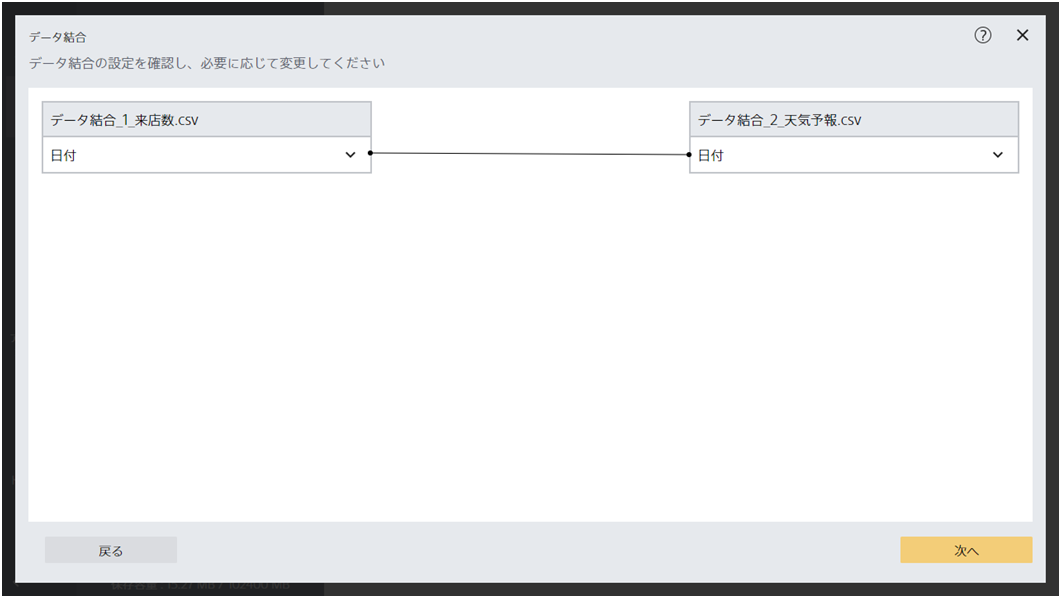 データ結合
データ結合の設定を確認し、必要に応じて変更してください
データ結合_1_来店数.csv
データ結合_2_天気予報.csv
日付
日付
戻る
次へ